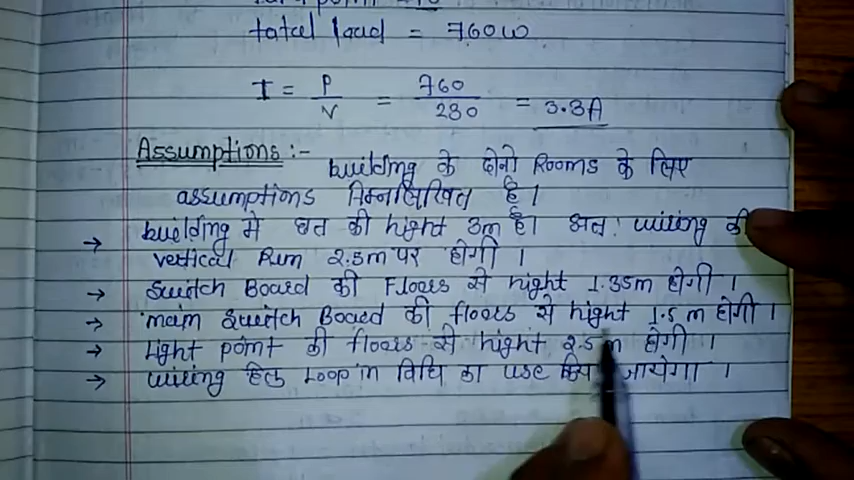 total load = 760W
I = P/V = 760/230 = 3.3A
Assumptions :-
building के दोनो Rooms के लिए
assumptions निम्नलिखित है।
→ building मे छत की hight 3m है। अतः wiring की
vertical Run 2.5m पर होगी।
→ Switch Board की Floors से hight 1.35m होगी।
→ main Switch Board की floors से hight 1.5m होगी।
→ Light point की floors से hight 2.5m होगी।
→ wiring हेतु Loop in विधि का use जायेगा।